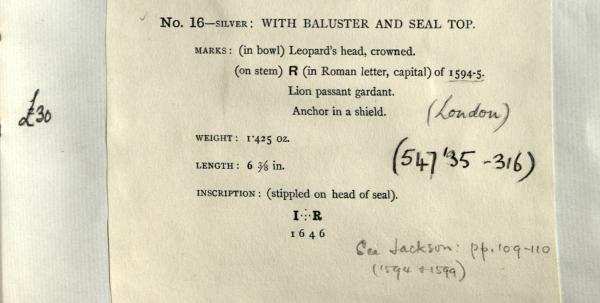 No. 16—SILVER: WITH BALUSTER AND SEAL TOP.
MARKS: (in bowl) Leopard's head, crowned.
(on stem) R (in Roman letter, capital) of 1594-5.
Lion passant gardant.
Anchor in a shield.
(London)
£30
WEIGHT: 1·425 oz.
(547'35 - 316)
LENGTH: 6 3/8 in.
INSCRIPTION: (stippled on head of seal).
I R
1646
See Jackson: pp. 109-110
(1594 & 1599)